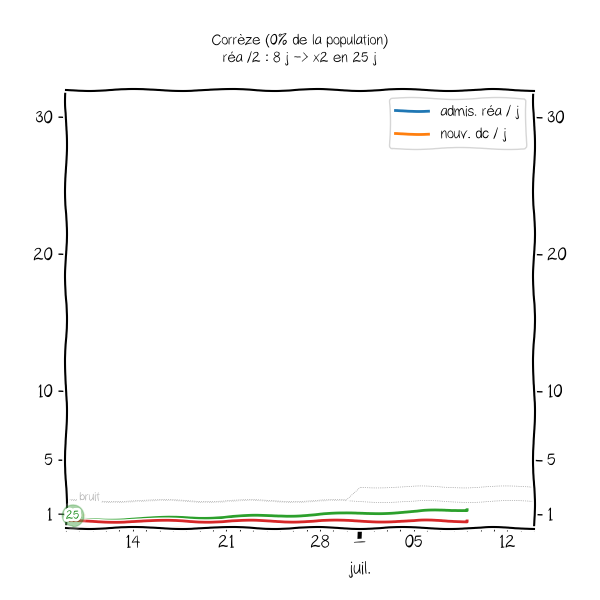 Corrèze (0% de la population)
réa /2 : 8 j -> x2 en 25 j
admis. réa / j
nouv. dc / j
30
30
20
20
10
10
5
5
bruit
1
25
1
14
21
28
1
05
12
juil.